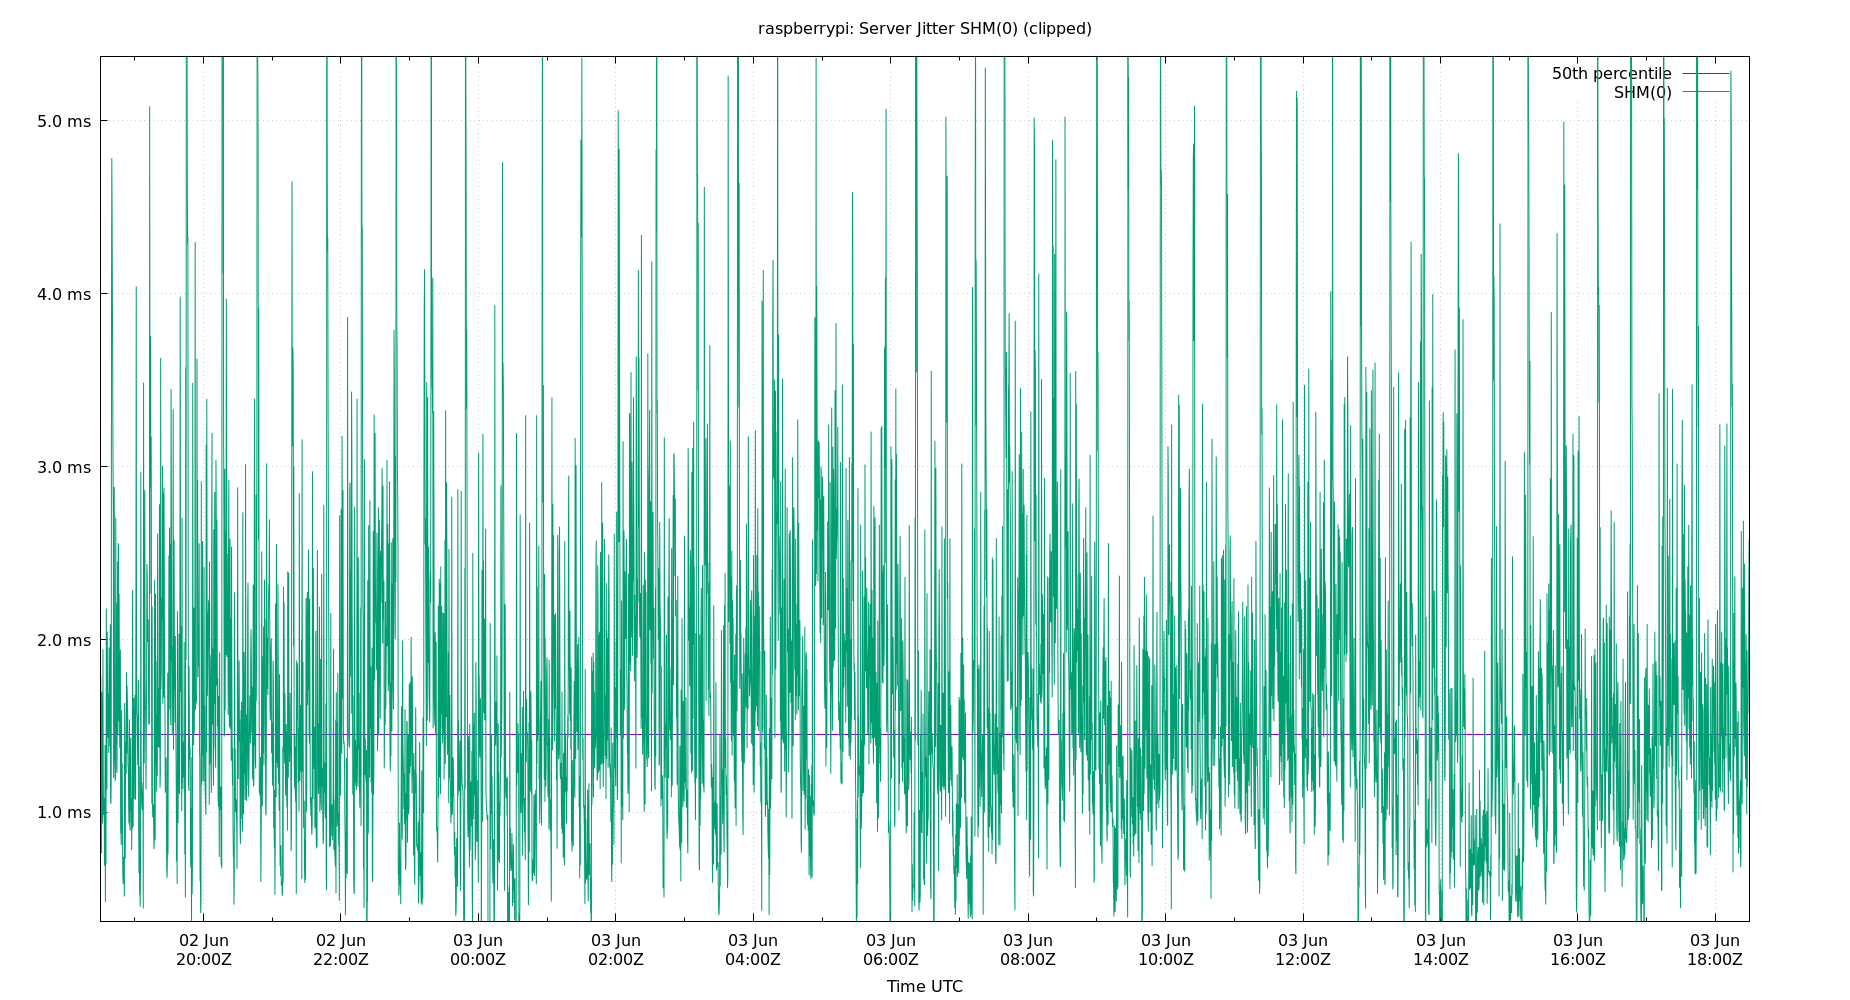 raspberrypi: Server Jitter SHM(0) (clipped)
50th percentile
SHM(0)
5.0 ms
4.0 ms
3.0 ms
2.0 ms
1.0 ms
02 Jun 02 Jun 03 Jun 03 Jun 03 Jun 03 Jun 03 Jun 03 Jun 03 Jun 03 Jun 03 Jun 03 Jun
20:00Z 22:00Z 00:00Z 02:00Z 04:00Z 06:00Z 08:00Z 10:00Z 12:00Z 14:00Z 16:00Z 18:00Z
Time UTC